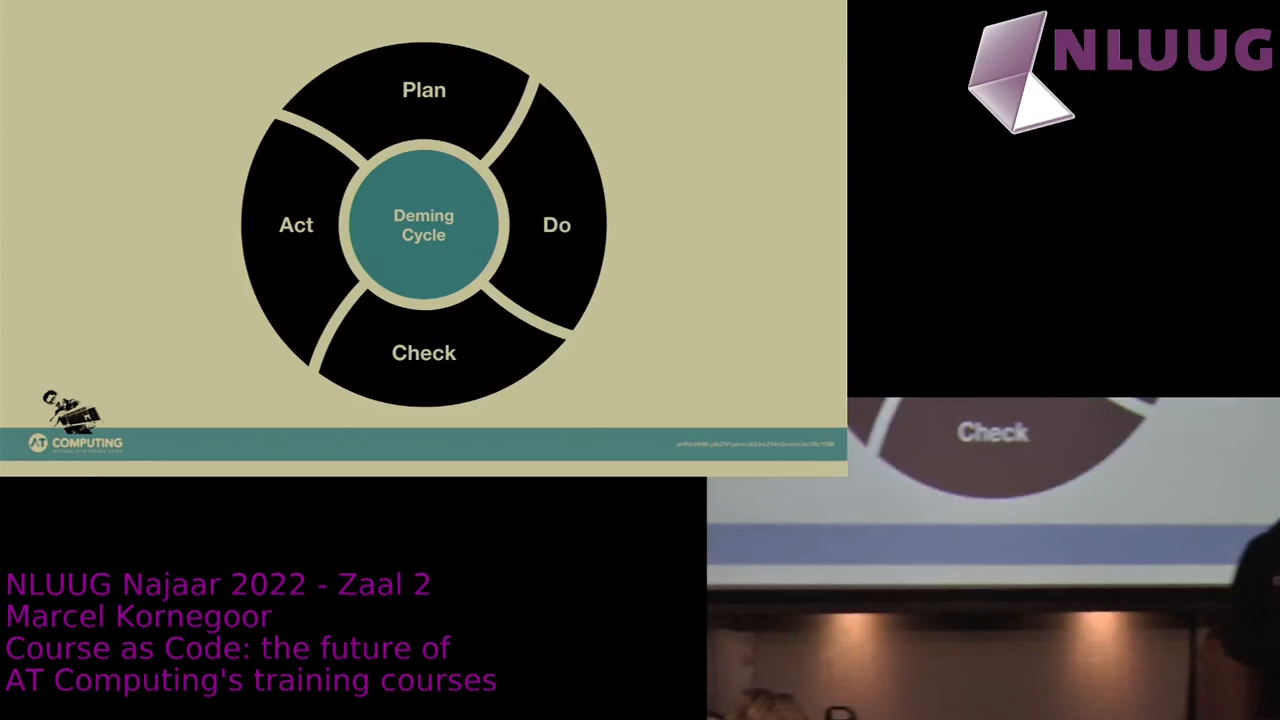 Plan
Act
Deming
Cycle
Do
Check
AT COMPUTING
NLUUG
Check
NLUUG Najaar 2022 - Zaal 2
Marcel Kornegoor
Course as Code: the future of
AT Computing's training courses